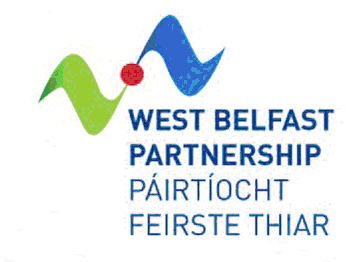 WEST BELFAST
PARTNERSHIP
PÁIRTÍOCHT
FEIRSTE THIAR